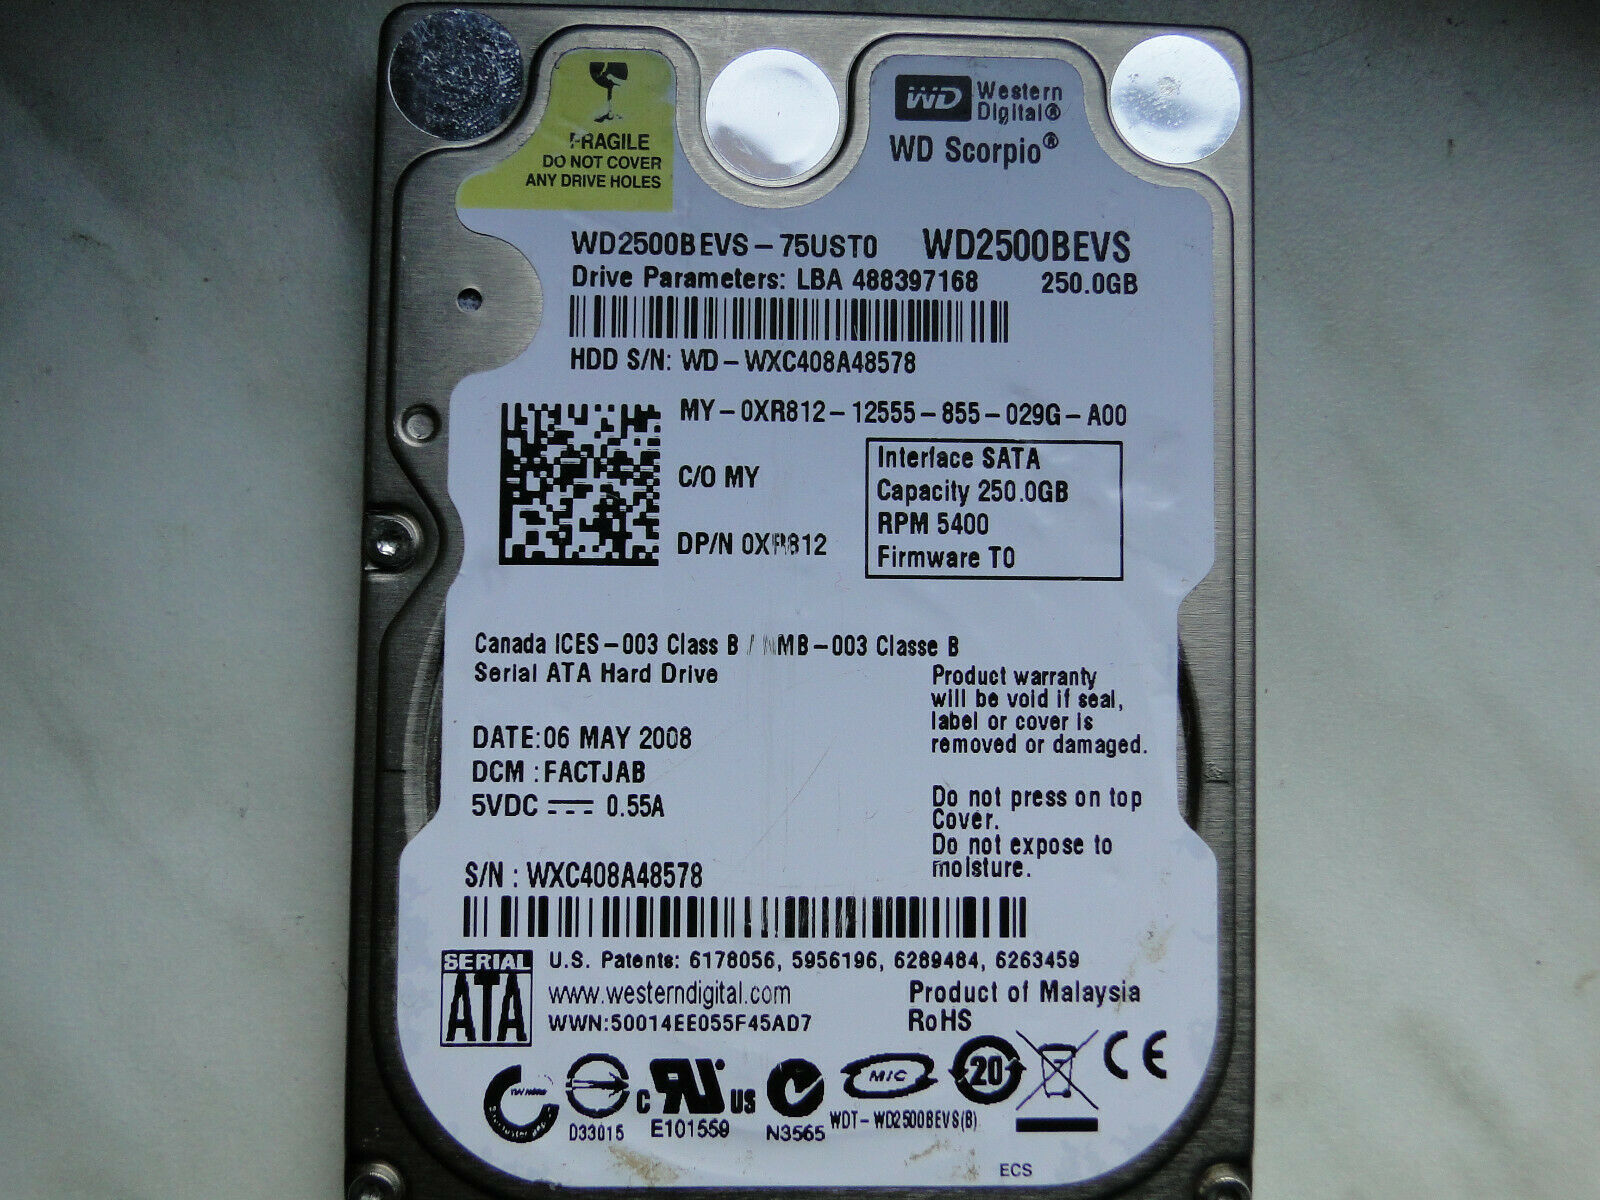 FRAGILE
DO NOT COVER
ANY DRIVE HOLES
WD Western
Digital®
WD Scorpio®
WD2500BEVS-75UST0 WD2500BEVS
Drive Parameters: LBA 488397168 250.0GB
HDD S/N: WD-WXC408A48578
MY-0XR812-12555-855-029G-A00
C/O MY
DP/N 0XR812
Interface SATA
Capacity 250.0GB
RPM 5400
Firmware T0
Canada ICES-003 Class B / NMB-003 Classe B
Serial ATA Hard Drive
Product warranty
will be void if seal,
label or cover is
removed or damaged.
DATE:06 MAY 2008
DCM :FACTJAB
5VDC 0.55A
Do not press on top
Cover.
Do not expose to
moisture.
S/N : WXC408A48578
SERIAL
ATA
U.S. Patents: 6178056, 5956196, 6289484, 6263459
www.westerndigital.com
WWN:50014EE055F45AD7
Product of Malaysia
RoHS
D33015
C RU US
E101559
N3565
MIC
WDT-WD2500BEVS(B)
20
CE
ECS